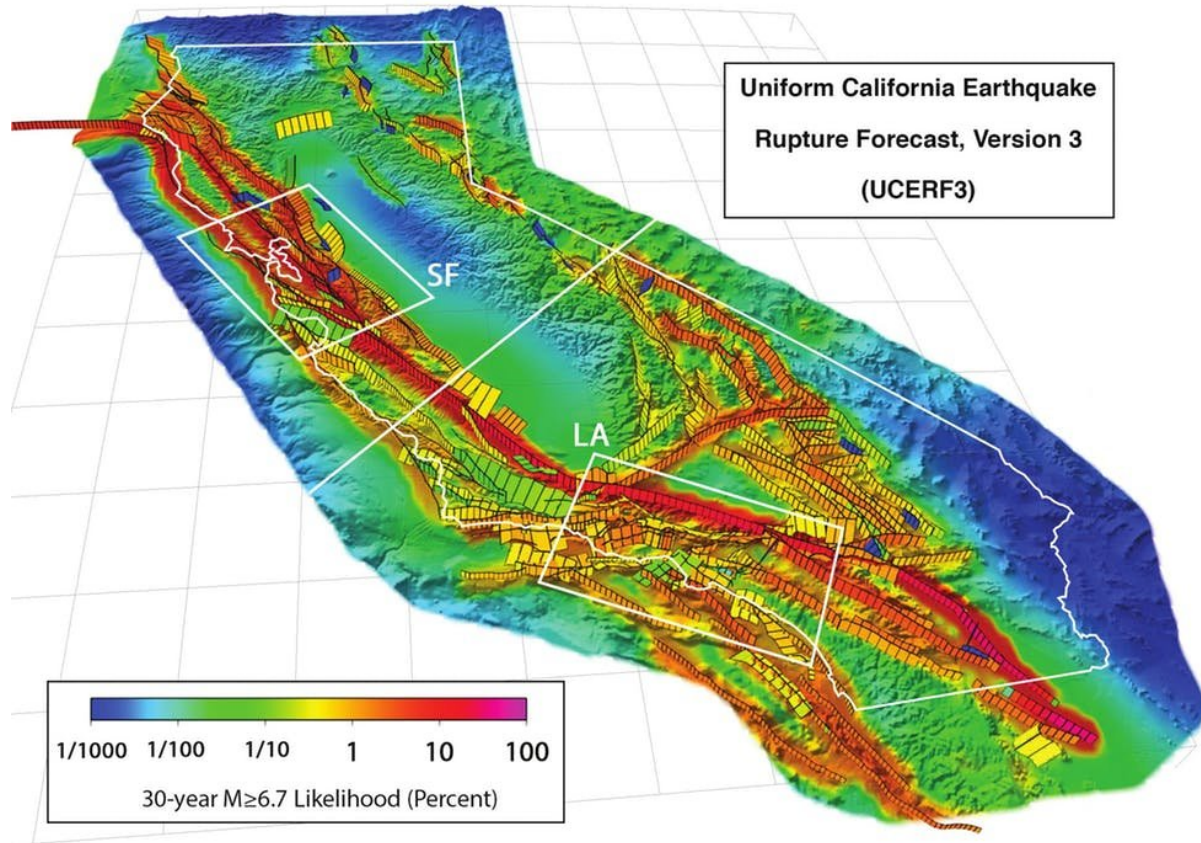 Uniform California Earthquake
Rupture Forecast, Version 3
(UCERF3)
SF
LA
1/1000 1/100 1/10 1 10 100
30-year M≥6.7 Likelihood (Percent)